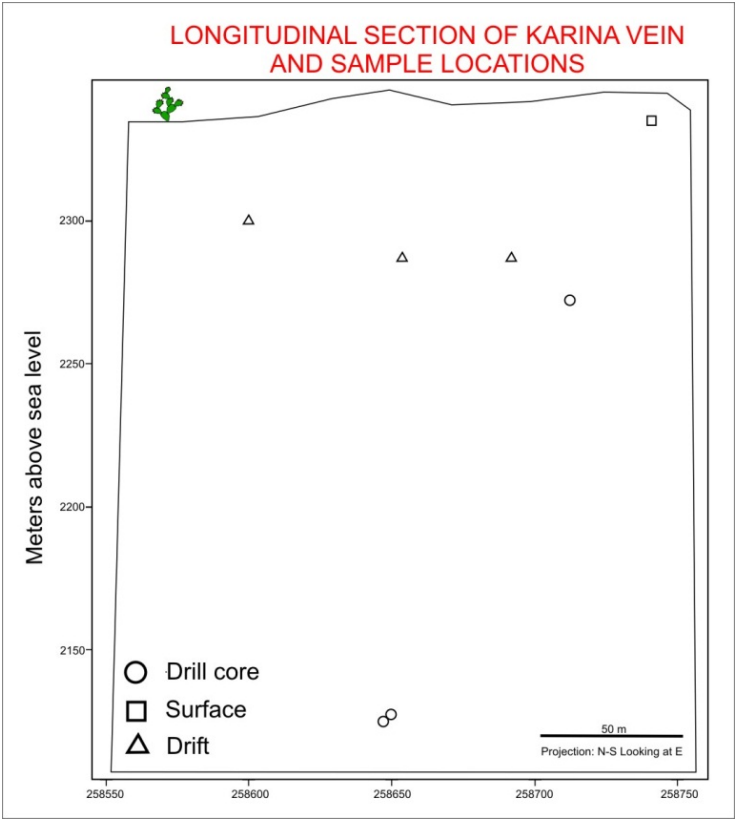 LONGITUDINAL SECTION OF KARINA VEIN
AND SAMPLE LOCATIONS
Meters above sea level
2300
2250
2200
2150
Drill core
Surface
Drift
50 m
Projection: N-S Looking at E
258550
258600
258650
258700
258750